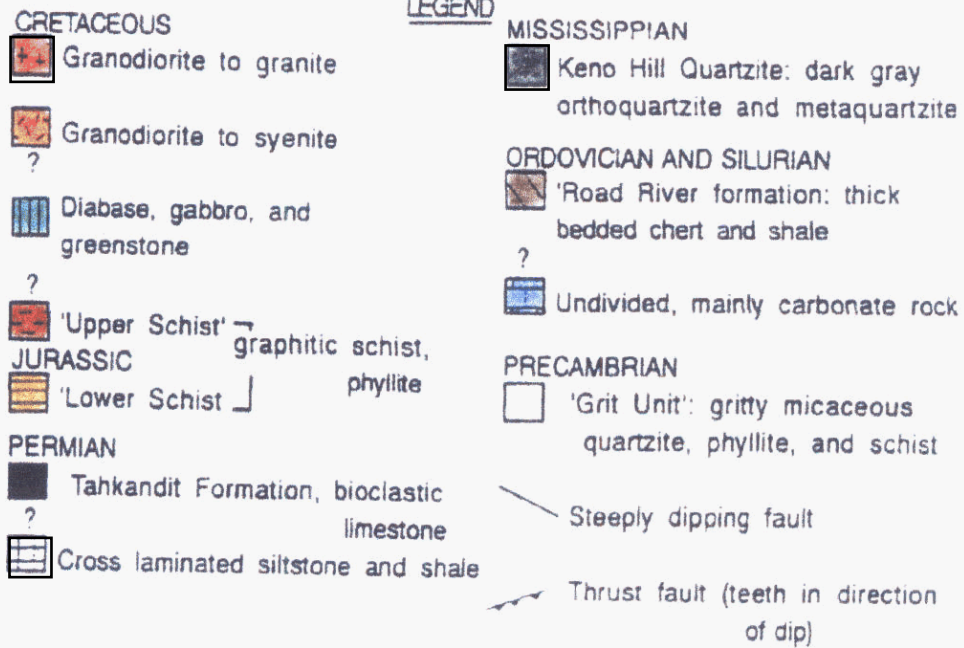 LEGEND
CRETACEOUS
Granodiorite to granite
Granodiorite to syenite
?
Diabase, gabbro, and
greenstone
?
'Upper Schist'
graphitic schist,
phyllite
JURASSIC
'Lower Schist
PERMIAN
Tahkandit Formation, bioclastic
limestone
?
Cross laminated siltstone and shale
MISSISSIPPIAN
Keno Hill Quartzite: dark gray
orthoquartzite and metaquartzite
ORDOVICIAN AND SILURIAN
'Road River formation: thick
bedded chert and shale
?
Undivided, mainly carbonate rock
PRECAMBRIAN
'Grit Unit': gritty micaceous
quartzite, phyllite, and schist
Steeply dipping fault
Thrust fault (teeth in direction
of dip)